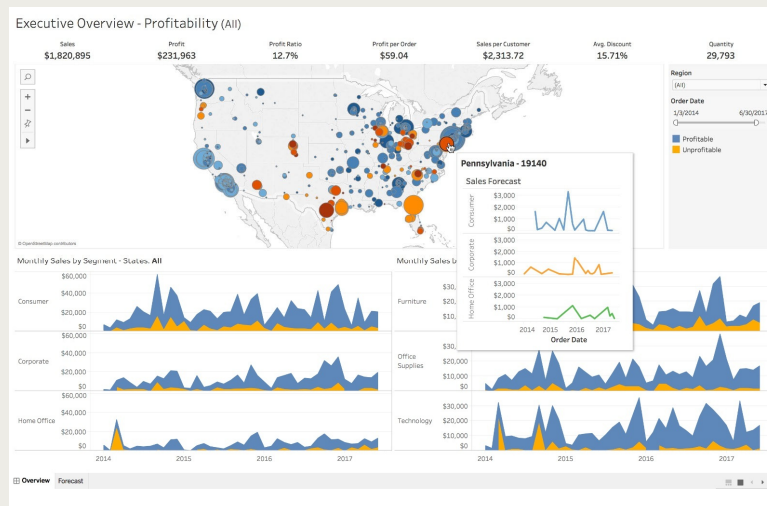 Executive Overview - Profitability (All)
Sales Profit Profit Ratio Profit per Order Sales per Customer Avg. Discount Quantity
$1,820,895 $231,963 12.7% $59.04 $2,313.72 15.71% 29,793
Region
(All)
Order Date
1/3/2014 6/30/2017
Profitable
Unprofitable
© OpenStreetMap contributors
Pennsylvania - 19140
Sales Forecast
Consumer
$3,000
$2,000
$1,000
$0
Corporate
$3,000
$2,000
$1,000
$0
Home Office
$3,000
$2,000
$1,000
$0
2014 2015 2016 2017
Order Date
Monthly Sales by Segment - States: All
Consumer
$60,000
$40,000
$20,000
$0
Corporate
$60,000
$40,000
$20,000
$0
Home Office
$60,000
$40,000
$20,000
$0
2014 2015 2016 2017
Monthly Sales b
Furniture
$30,
$20,
$10,
Office
Supplies
$30,
$20,000
$10,000
$0
Technology
$30,000
$20,000
$10,000
$0
2014 2015 2016 2017
Overview Forecast